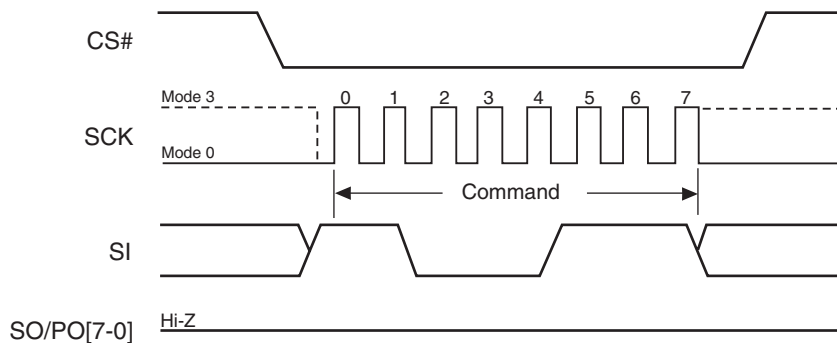 CS#
Mode 3
0 1 2 3 4 5 6 7
SCK
Mode 0
Command
SI
Hi-Z
SO/PO[7-0]